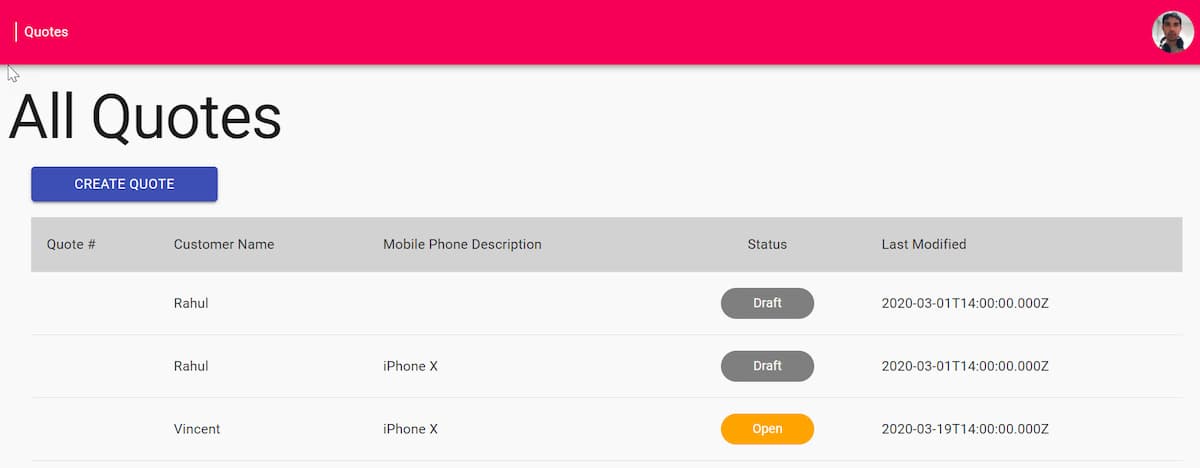 Quotes
All Quotes
CREATE QUOTE
Quote # Customer Name Mobile Phone Description Status Last Modified
Rahul Draft 2020-03-01T14:00:00.000Z
Rahul iPhone X Draft 2020-03-01T14:00:00.000Z
Vincent iPhone X Open 2020-03-19T14:00:00.000Z